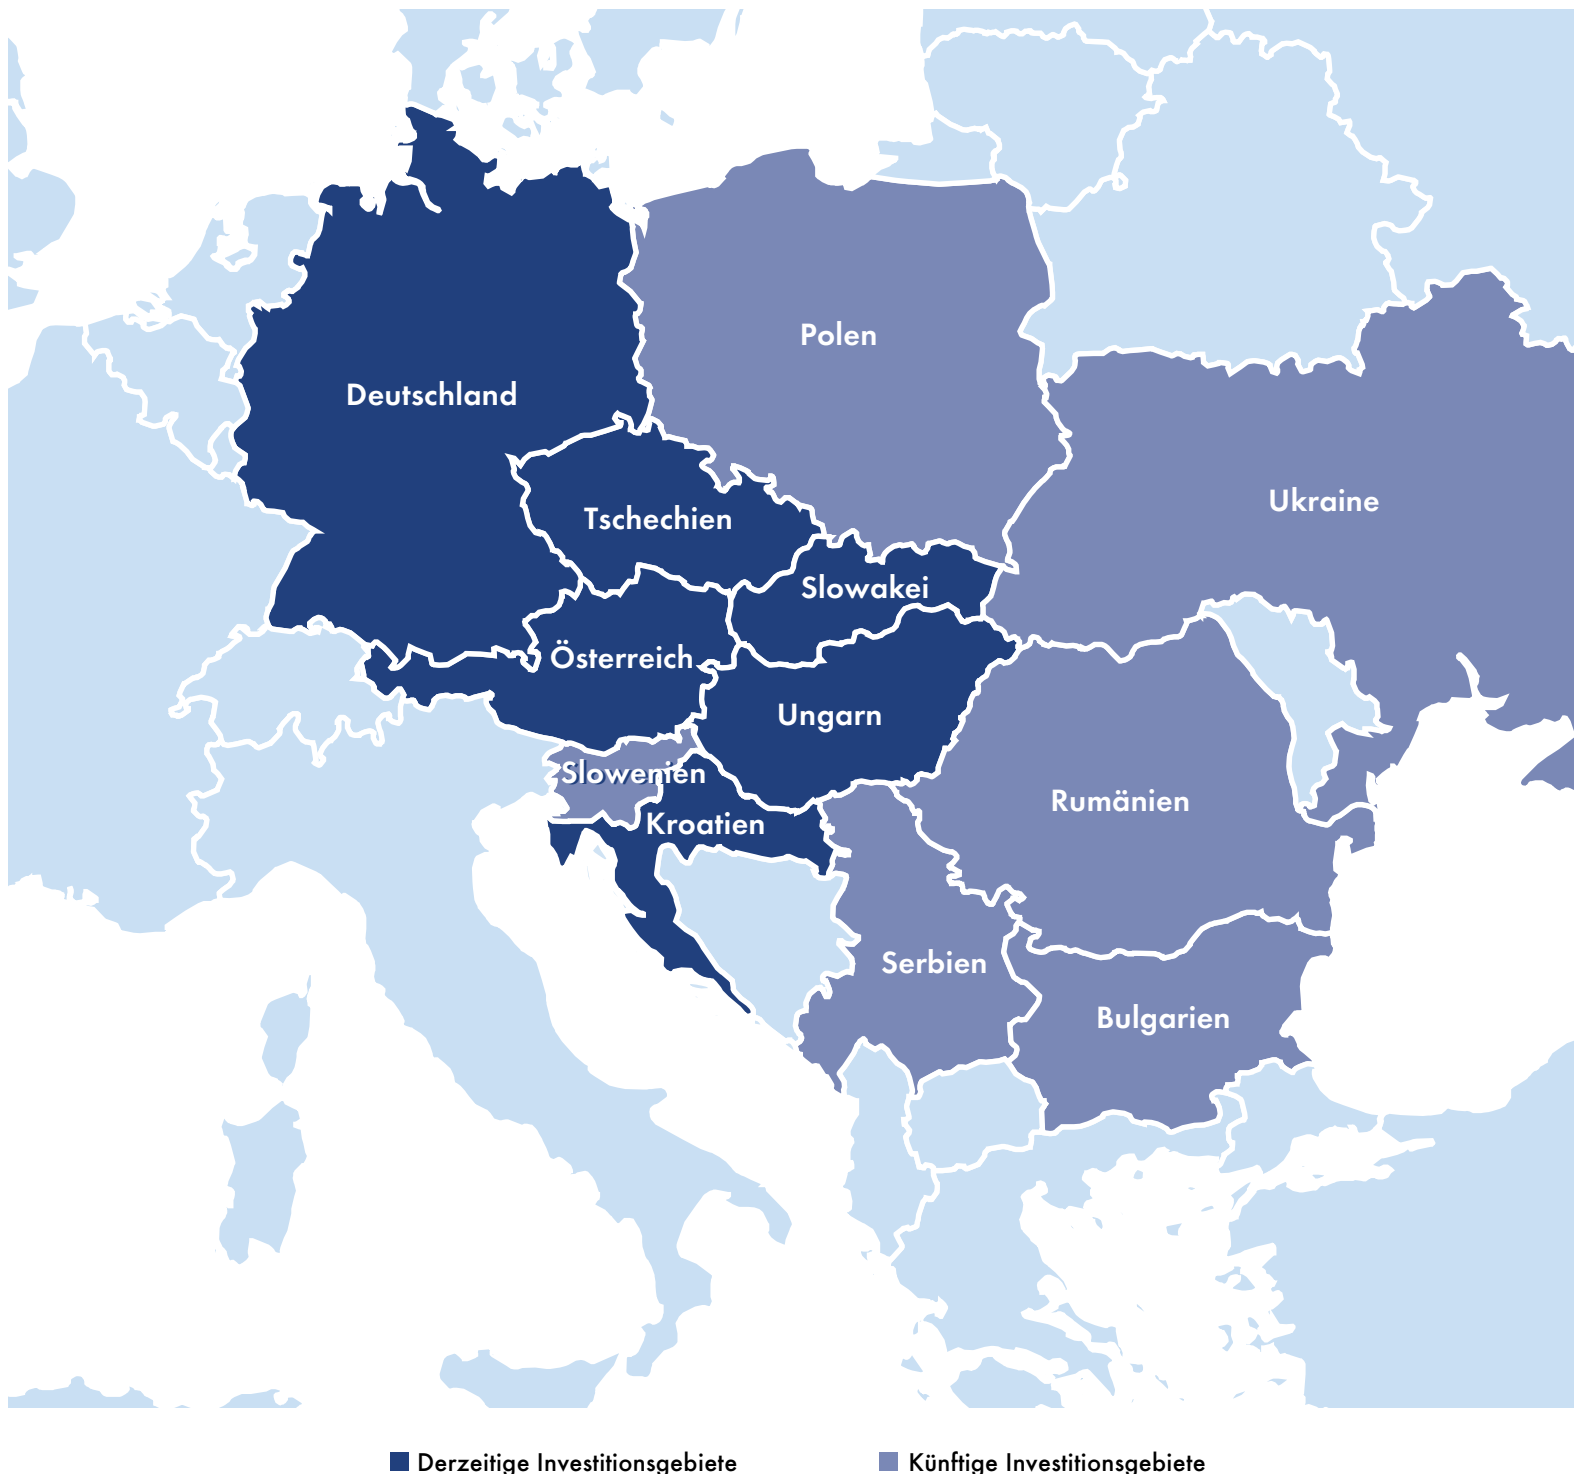 Polen
Deutschland
Ukraine
Tschechien
Slowakei
Österreich
Ungarn
Slowenien
Rumänien
Kroatien
Serbien
Bulgarien
Derzeitige Investitionsgebiete
Künftige Investitionsgebiete